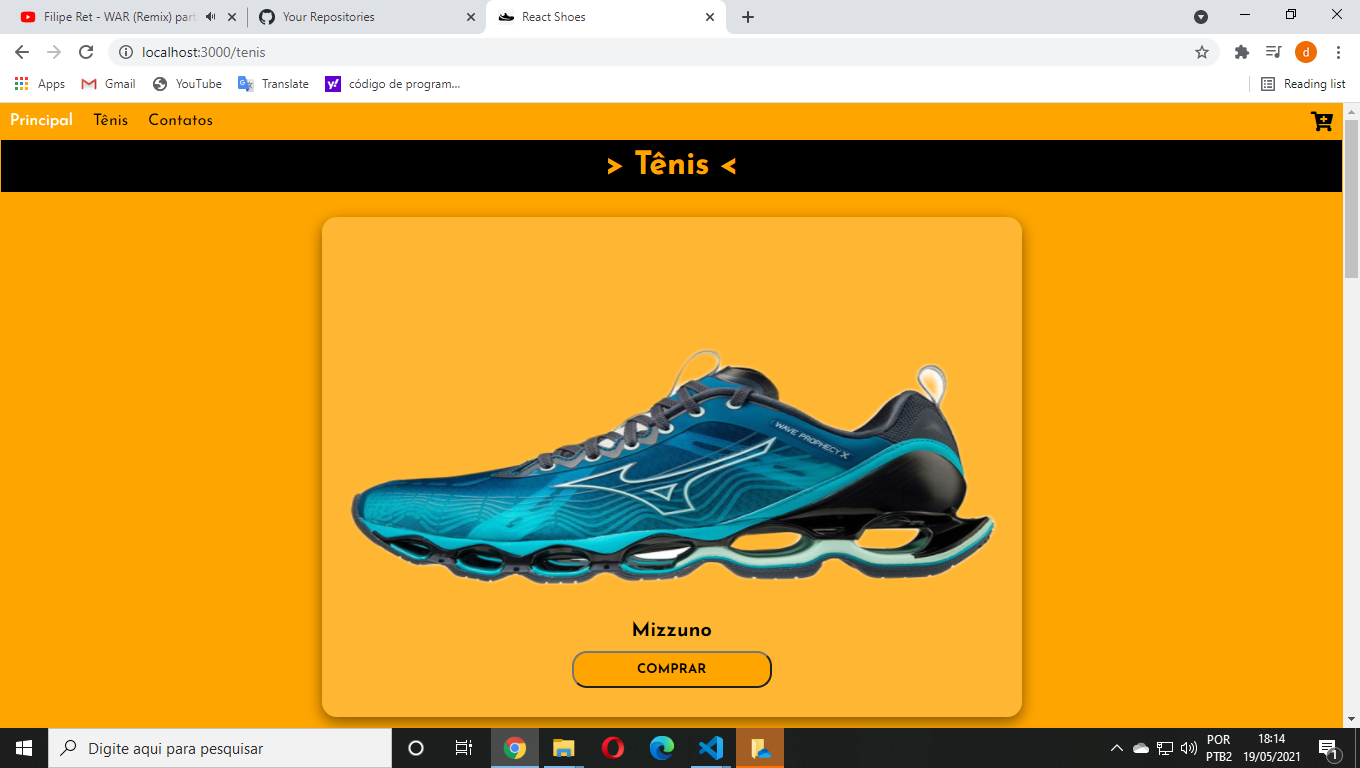 Filipe Ret - WAR (Remix) part
Your Repositories
React Shoes
localhost:3000/tenis
d
Apps
Gmail
YouTube
Translate
código de program...
Reading list
Principal
Tênis
Contatos
> Tênis <
WAVE PROPHECY X
Mizzuno
COMPRAR
Digite aqui para pesquisar
POR
PTB2
18:14
19/05/2021
1